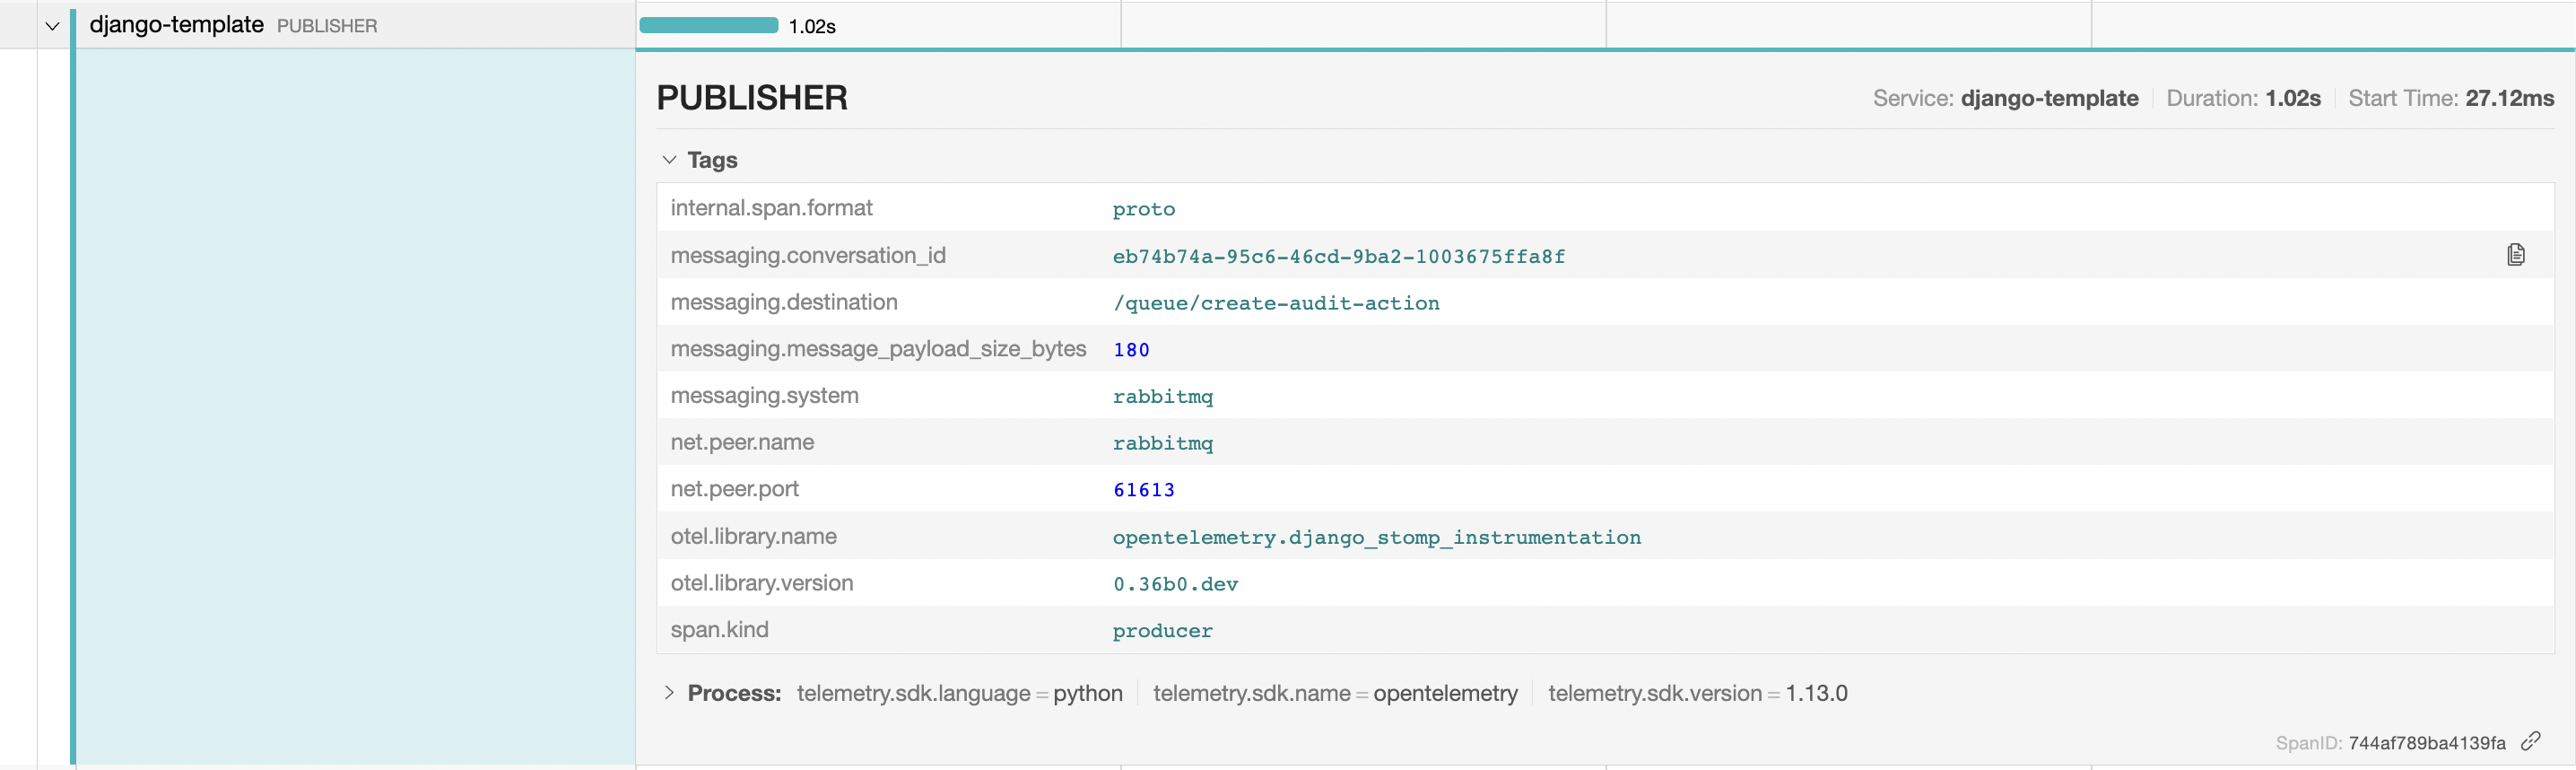 django-template PUBLISHER 1.02s
PUBLISHER Service: django-template Duration: 1.02s Start Time: 27.12ms
Tags
internal.span.format proto
messaging.conversation_id eb74b74a-95c6-46cd-9ba2-1003675ffa8f
messaging.destination /queue/create-audit-action
messaging.message_payload_size_bytes 180
messaging.system rabbitmq
net.peer.name rabbitmq
net.peer.port 61613
otel.library.name opentelemetry.django_stomp_instrumentation
otel.library.version 0.36b0.dev
span.kind producer
Process: telemetry.sdk.language = python telemetry.sdk.name = opentelemetry telemetry.sdk.version = 1.13.0
SpanID: 744af789ba4139fa